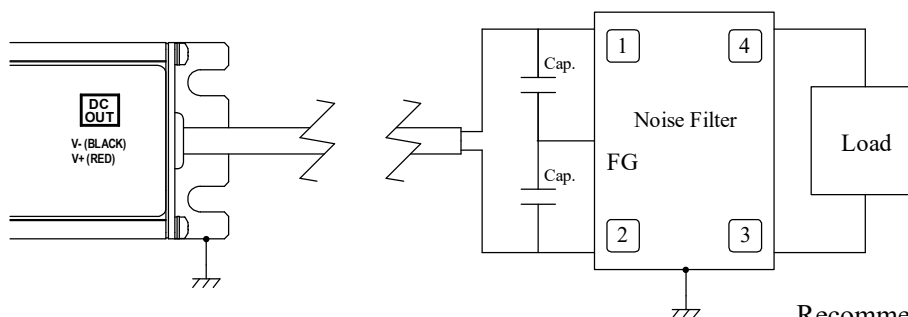 DC
OUT
V- (BLACK)
V+ (RED)
Cap.
Cap.
1
4
Noise Filter
FG
2
3
Load